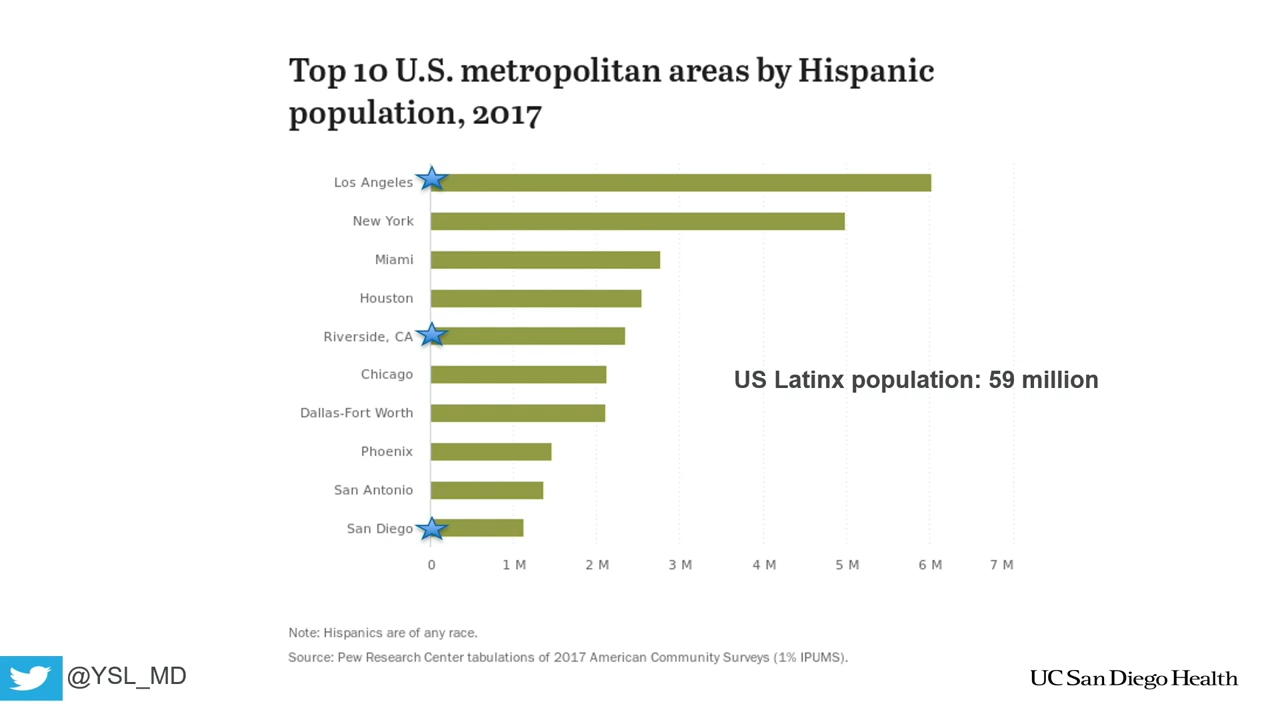 Top 10 U.S. metropolitan areas by Hispanic
population, 2017
Los Angeles
New York
Miami
Houston
Riverside, CA
Chicago
US Latinx population: 59 million
Dallas-Fort Worth
Phoenix
San Antonio
San Diego
0 1 M 2 M 3 M 4 M 5 M 6 M 7 M
Note: Hispanics are of any race.
Source: Pew Research Center tabulations of 2017 American Community Surveys (1% IPUMS).
@YSL_MD
UC San Diego Health